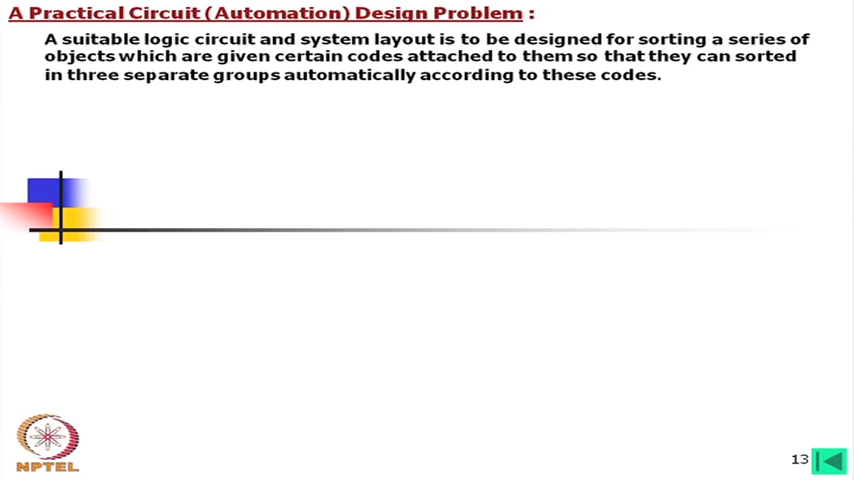 A Practical Circuit (Automation) Design Problem :
A suitable logic circuit and system layout is to be designed for sorting a series of
objects which are given certain codes attached to them so that they can sorted
in three separate groups automatically according to these codes.
13
NPTEL